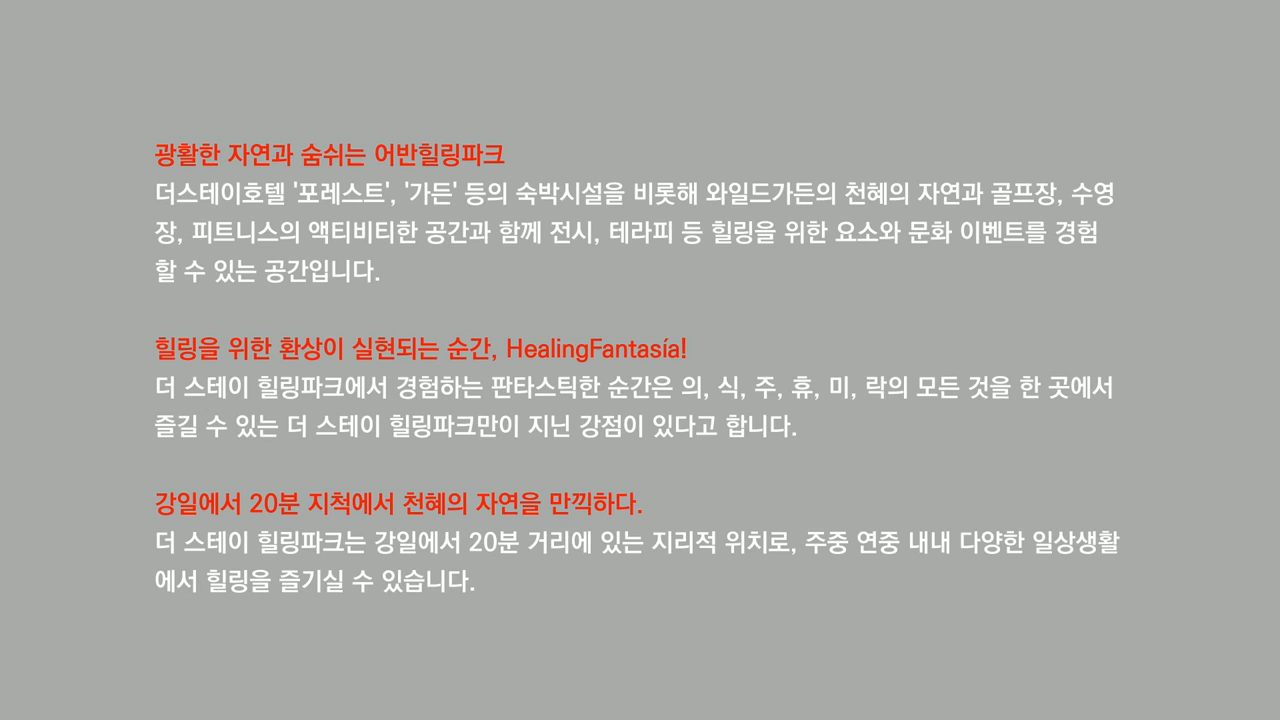 광활한 자연과 숨쉬는 어반힐링파크
더스테이호텔 '포레스트', '가든' 등의 숙박시설을 비롯해 와일드가든의 천혜의 자연과 골프장, 수영
장, 피트니스의 액티비티한 공간과 함께 전시, 테라피 등 힐링을 위한 요소와 문화 이벤트를 경험
할 수 있는 공간입니다.
힐링을 위한 환상이 실현되는 순간, HealingFantasía!
더 스테이 힐링파크에서 경험하는 판타스틱한 순간은 의, 식, 주, 휴, 미, 락의 모든 것을 한 곳에서
즐길 수 있는 더 스테이 힐링파크만이 지닌 강점이 있다고 합니다.
강일에서 20분 지척에서 천혜의 자연을 만끽하다.
더 스테이 힐링파크는 강일에서 20분 거리에 있는 지리적 위치로, 주중 연중 내내 다양한 일상생활
에서 힐링을 즐기실 수 있습니다.